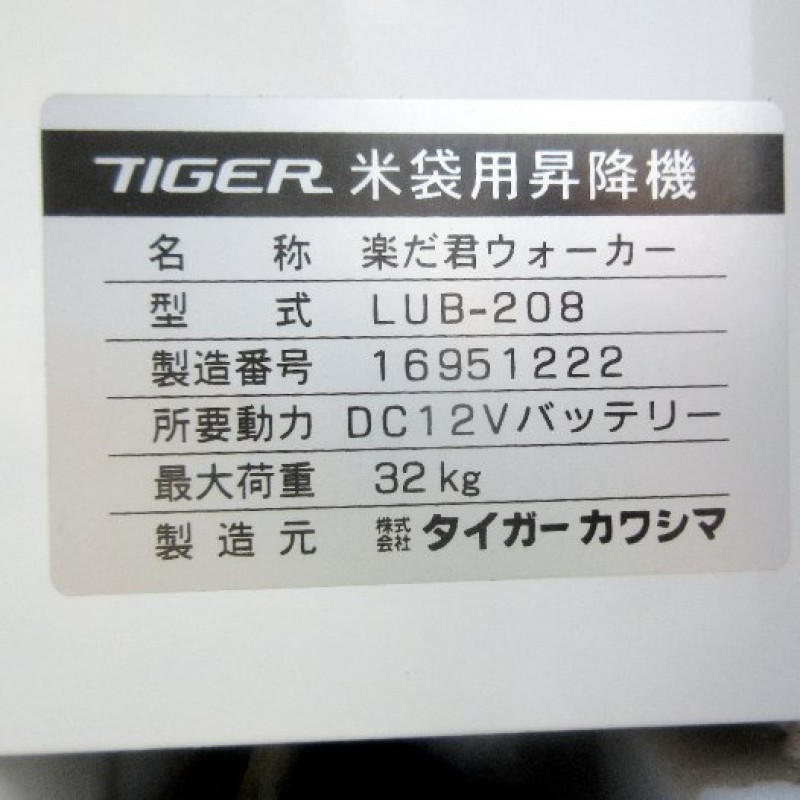 TIGER 米袋用昇降機
名称 楽だ君ウォーカー
型式 LUB-208
製造番号 16951222
所要動力 DC12Vバッテリー
最大荷重 32kg
製造元 株式会社 タイガーカワシマ